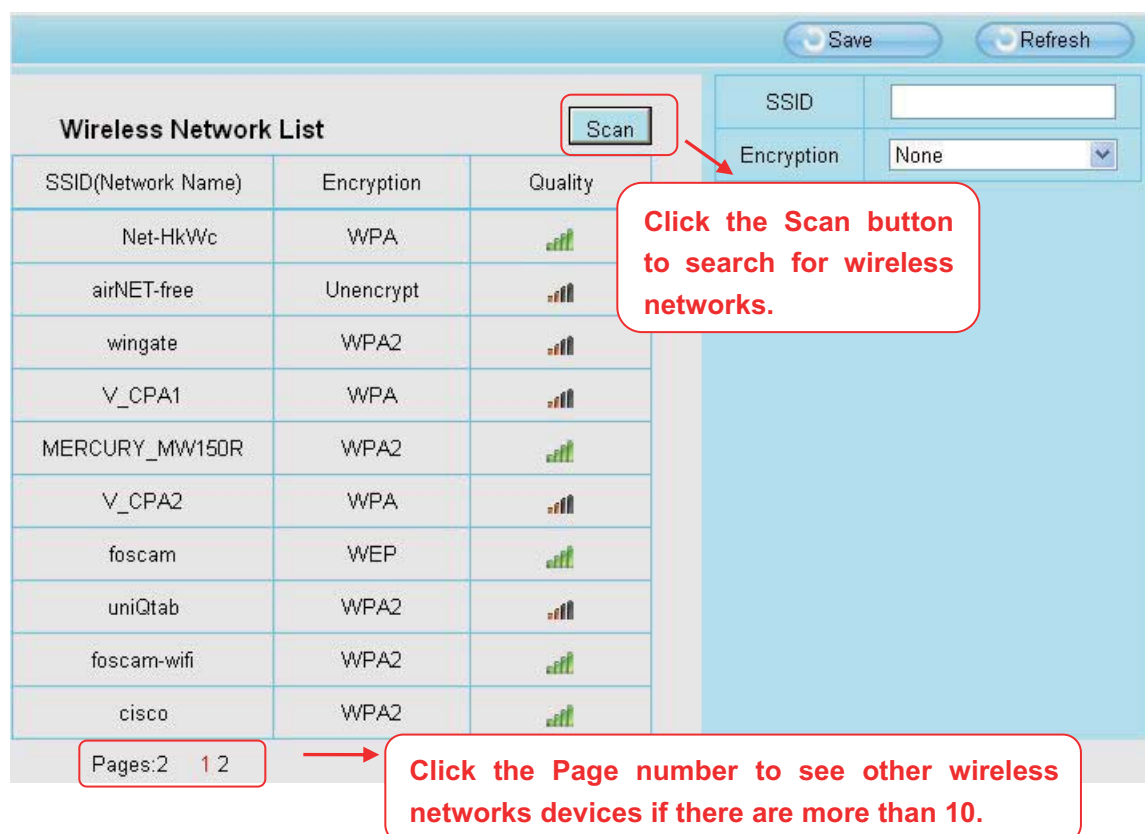 Save Refresh
SSID
Wireless Network List Scan
Encryption None
SSID(Network Name) Encryption Quality
Click the Scan button
to search for wireless
networks.
Net-HkWc WPA
airNET-free Unencrypt
wingate WPA2
V_CPA1 WPA
MERCURY_MW150R WPA2
V_CPA2 WPA
foscam WEP
uniQtab WPA2
foscam-wifi WPA2
cisco WPA2
Pages:2 1 2
Click the Page number to see other wireless
networks devices if there are more than 10.